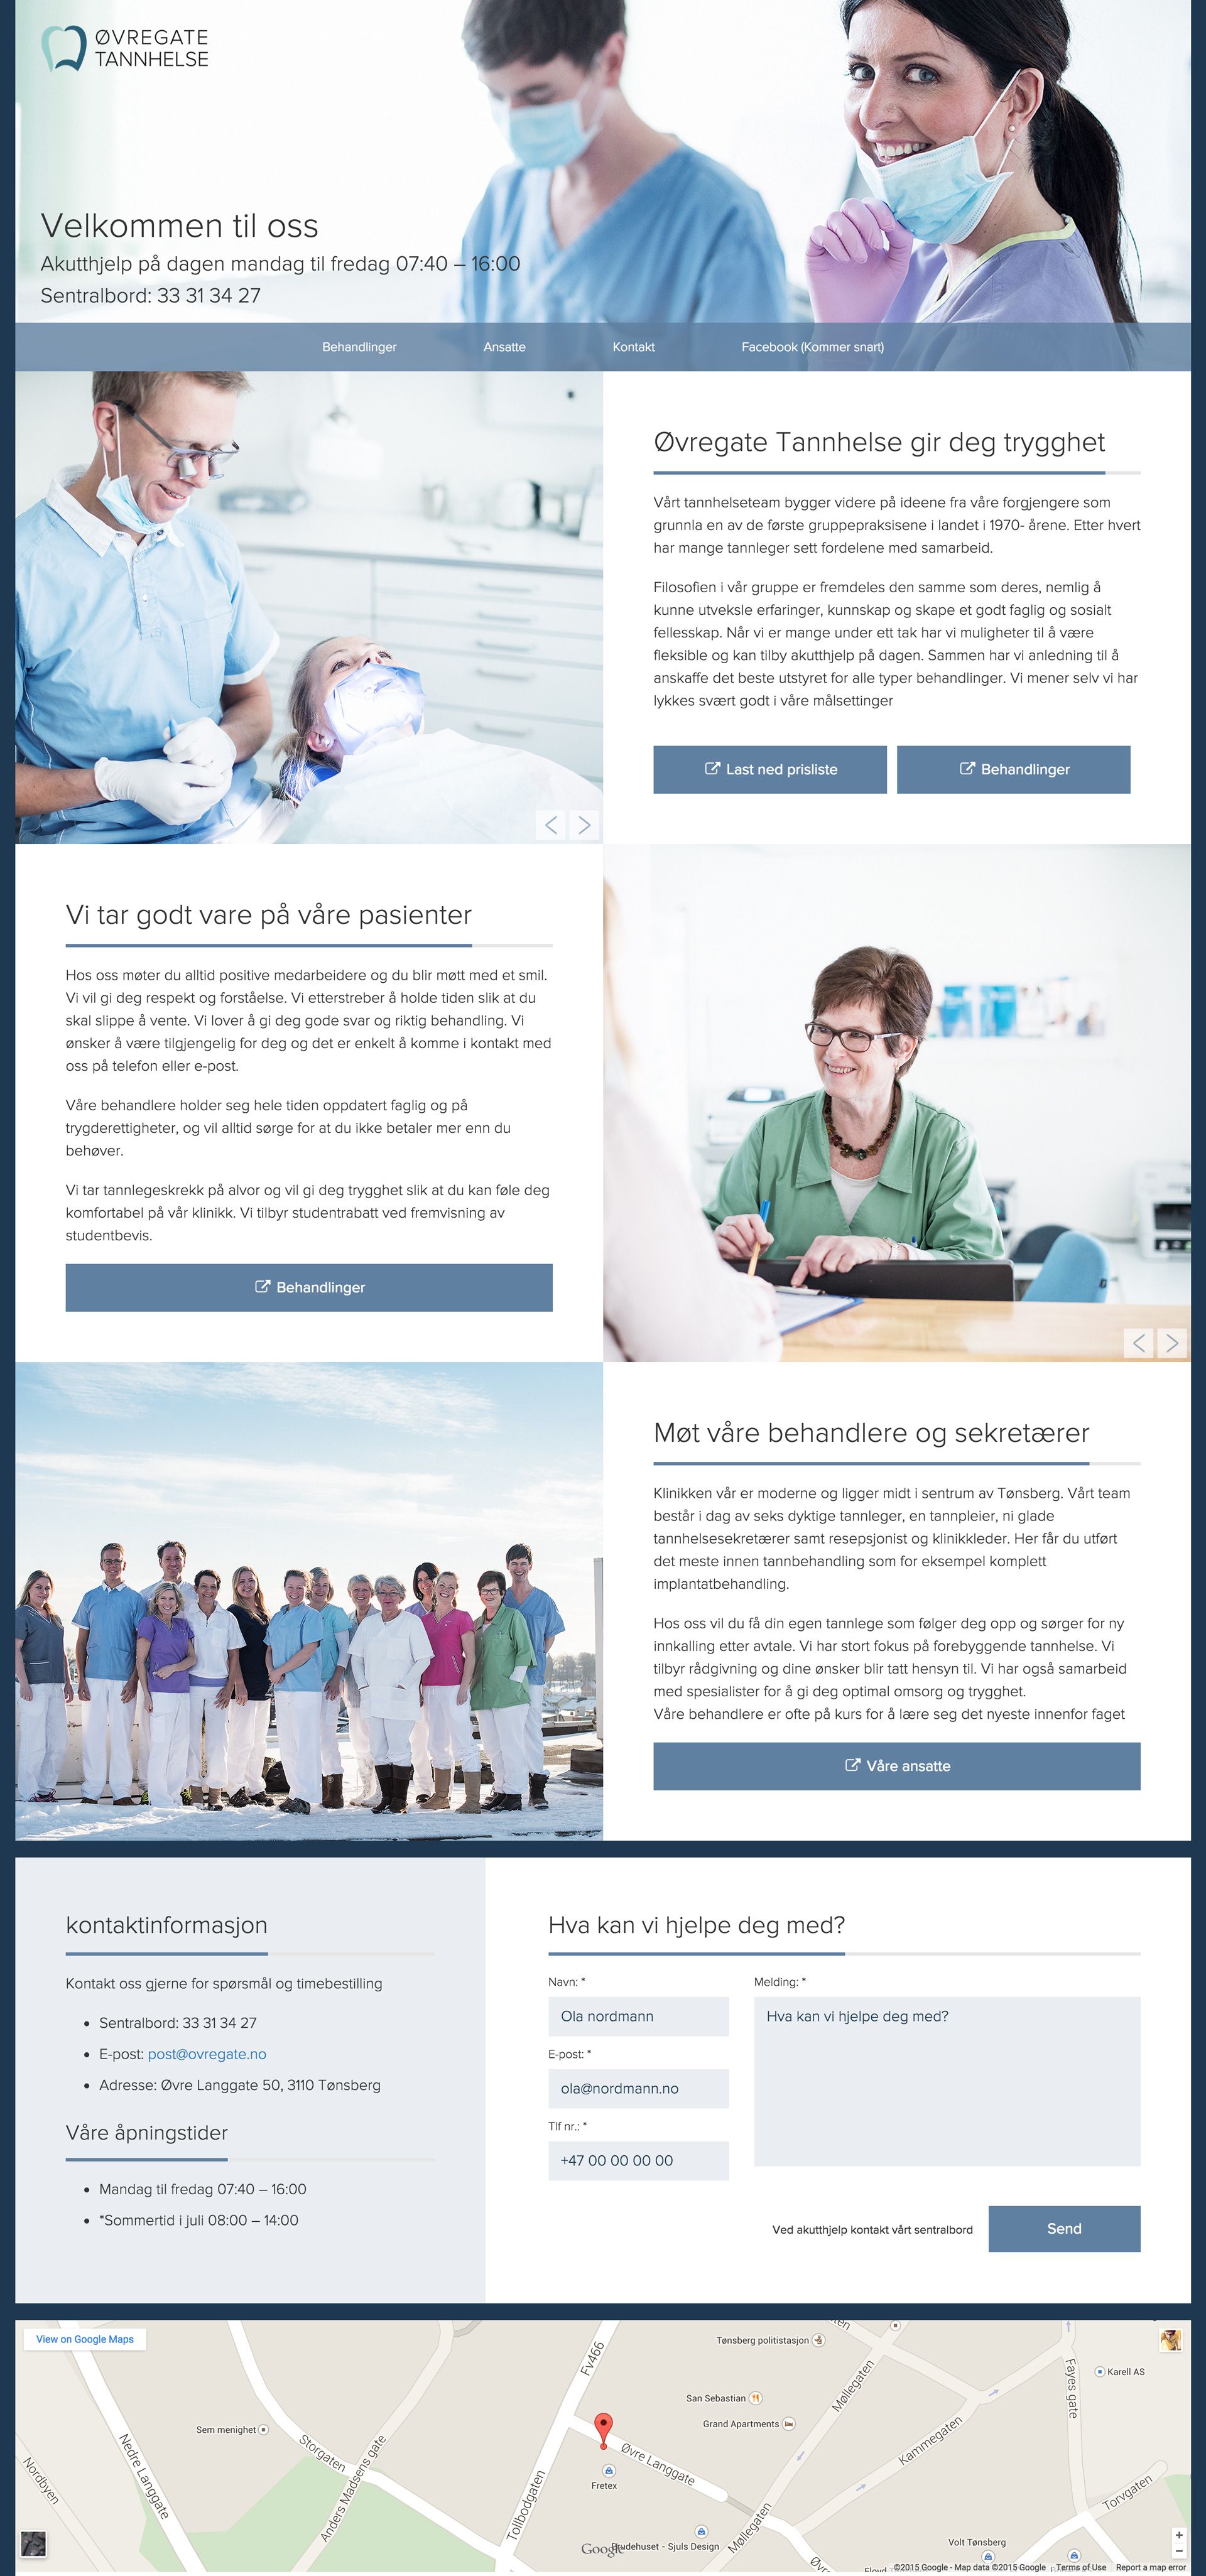 ØVREGATE
TANNHELSE
Velkommen til oss
Akutthjelp på dagen mandag til fredag 07:40 – 16:00
Sentralbord: 33 31 34 27
Behandlinger
Ansatte
Kontakt
Facebook (Kommer snart)
Øvregate Tannhelse gir deg trygghet
Vårt tannhelseteam bygger videre på ideene fra våre forgjengere som
grunnla en av de første gruppepraksisene i landet i 1970- årene. Etter hvert
har mange tannleger sett fordelene med samarbeid.
Filosofien i vår gruppe er fremdeles den samme som deres, nemlig å
kunne utveksle erfaringer, kunnskap og skape et godt faglig og sosialt
fellesskap. Når vi er mange under ett tak har vi muligheter til å være
fleksible og kan tilby akutthjelp på dagen. Sammen har vi anledning til å
anskaffe det beste utstyret for alle typer behandlinger. Vi mener selv vi har
lykkes svært godt i våre målsettinger
Last ned prisliste
Behandlinger
Vi tar godt vare på våre pasienter
Hos oss møter du alltid positive medarbeidere og du blir møtt med et smil.
Vi vil gi deg respekt og forståelse. Vi etterstreber å holde tiden slik at du
skal slippe å vente. Vi lover å gi deg gode svar og riktig behandling. Vi
ønsker å være tilgjengelig for deg og det er enkelt å komme i kontakt med
oss på telefon eller e-post.
Våre behandlere holder seg hele tiden oppdatert faglig og på
trygderettigheter, og vil alltid sørge for at du ikke betaler mer enn du
behøver.
Vi tar tannlegeskrekk på alvor og vil gi deg trygghet slik at du kan føle deg
komfortabel på vår klinikk. Vi tilbyr studentrabatt ved fremvisning av
studentbevis.
Behandlinger
Møt våre behandlere og sekretærer
Klinikken vår er moderne og ligger midt i sentrum av Tønsberg. Vårt team
består i dag av seks dyktige tannleger, en tannpleier, ni glade
tannhelsesekretærer samt resepsjonist og klinikkleder. Her får du utført
det meste innen tannbehandling som for eksempel komplett
implantatbehandling.
Hos oss vil du få din egen tannlege som følger deg opp og sørger for ny
innkalling etter avtale. Vi har stort fokus på forebyggende tannhelse. Vi
tilbyr rådgivning og dine ønsker blir tatt hensyn til. Vi har også samarbeid
med spesialister for å gi deg optimal omsorg og trygghet.
Våre behandlere er ofte på kurs for å lære seg det nyeste innenfor faget
Våre ansatte
kontaktinformasjon
Kontakt oss gjerne for spørsmål og timebestilling
• Sentralbord: 33 31 34 27
• E-post: post@ovregate.no
• Adresse: Øvre Langgate 50, 3110 Tønsberg
Våre åpningstider
• Mandag til fredag 07:40 – 16:00
• *Sommertid i juli 08:00 – 14:00
Hva kan vi hjelpe deg med?
Navn: *
Ola nordmann
E-post: *
ola@nordmann.no
Tlf nr.: *
+47 00 00 00 00
Melding: *
Hva kan vi hjelpe deg med?
Ved akutthjelp kontakt vårt sentralbord
Send
View on Google Maps
Tønsberg politistasjon
Karell AS
San Sebastian
Grand Apartments
Sem menighet
Fv466
Møllegaten
Fayes gate
Kammegaten
Nedre Langgate
Storgaten
Anders Madsens gate
Øvre Langgate
Fretex
Nordbyen
Tollbodgaten
Torvgaten
Møllegaten
Google
Brudehuset - Sjuls Design
Volt Tønsberg
©2015 Google - Map data ©2015 Google
Terms of Use
Report a map error